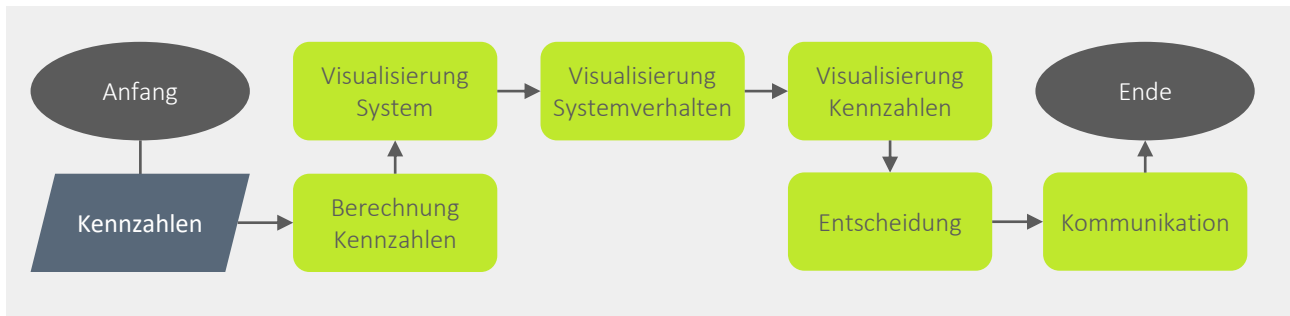 Anfang
Kennzahlen
Berechnung
Kennzahlen
Visualisierung
System
Visualisierung
Systemverhalten
Visualisierung
Kennzahlen
Entscheidung
Kommunikation
Ende